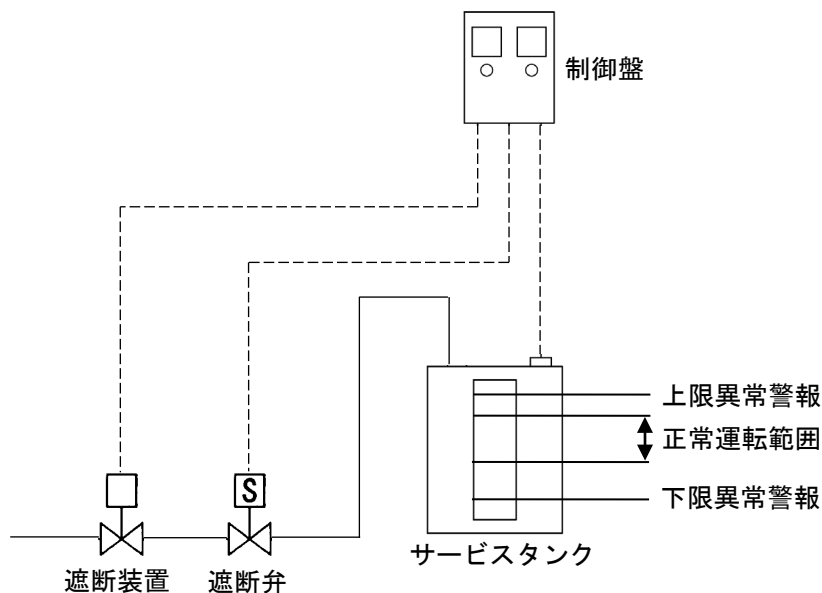 制御盤
上限異常警報
正常運転範囲
下限異常警報
サービスタンク
S
遮断装置
遮断弁